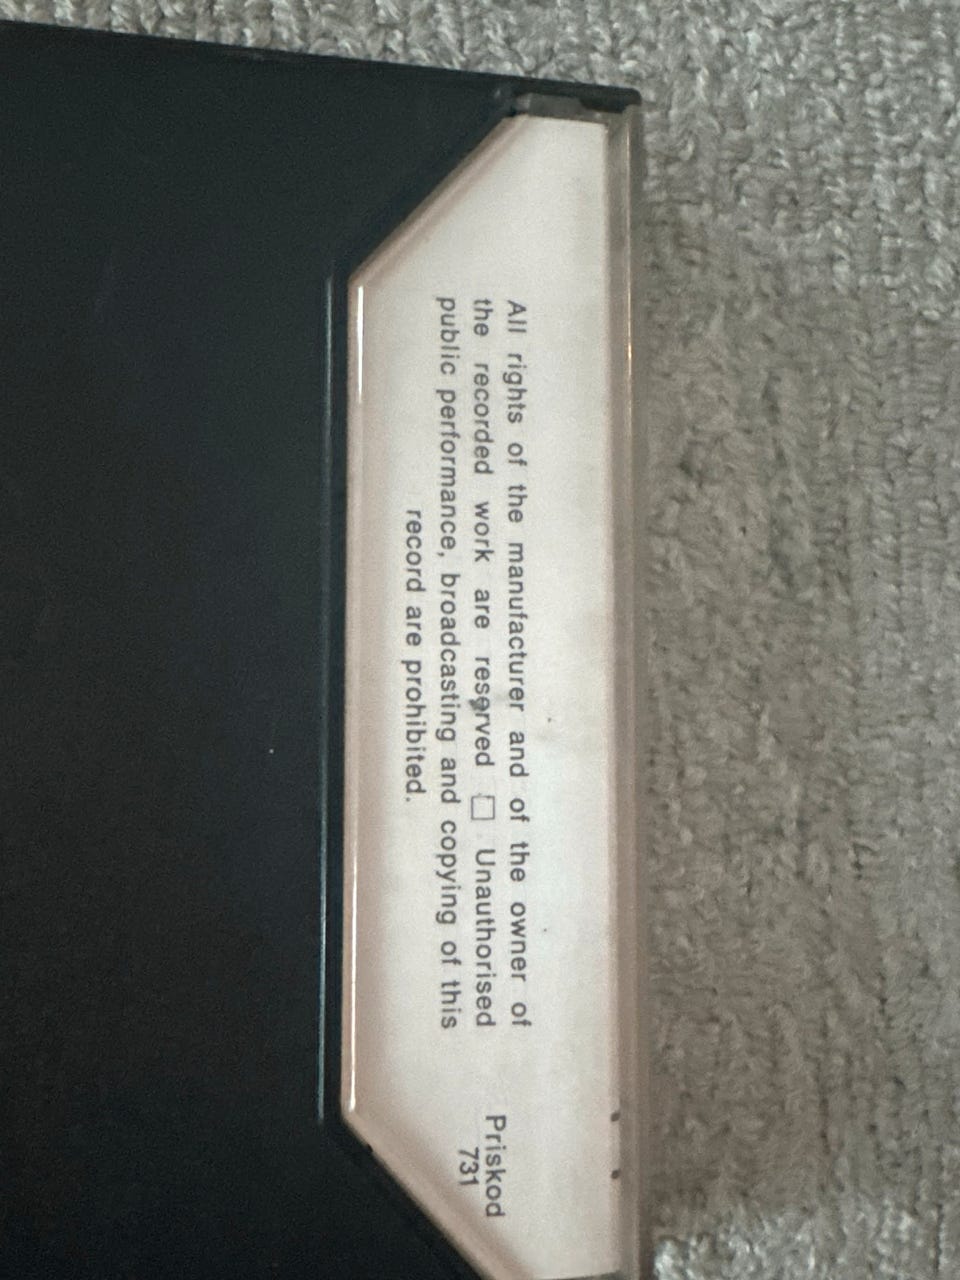 All rights of the manufacturer and of the owner of
the recorded work are reserved □ Unauthorised
public performance, broadcasting and copying of this
record are prohibited.
Priskod
731